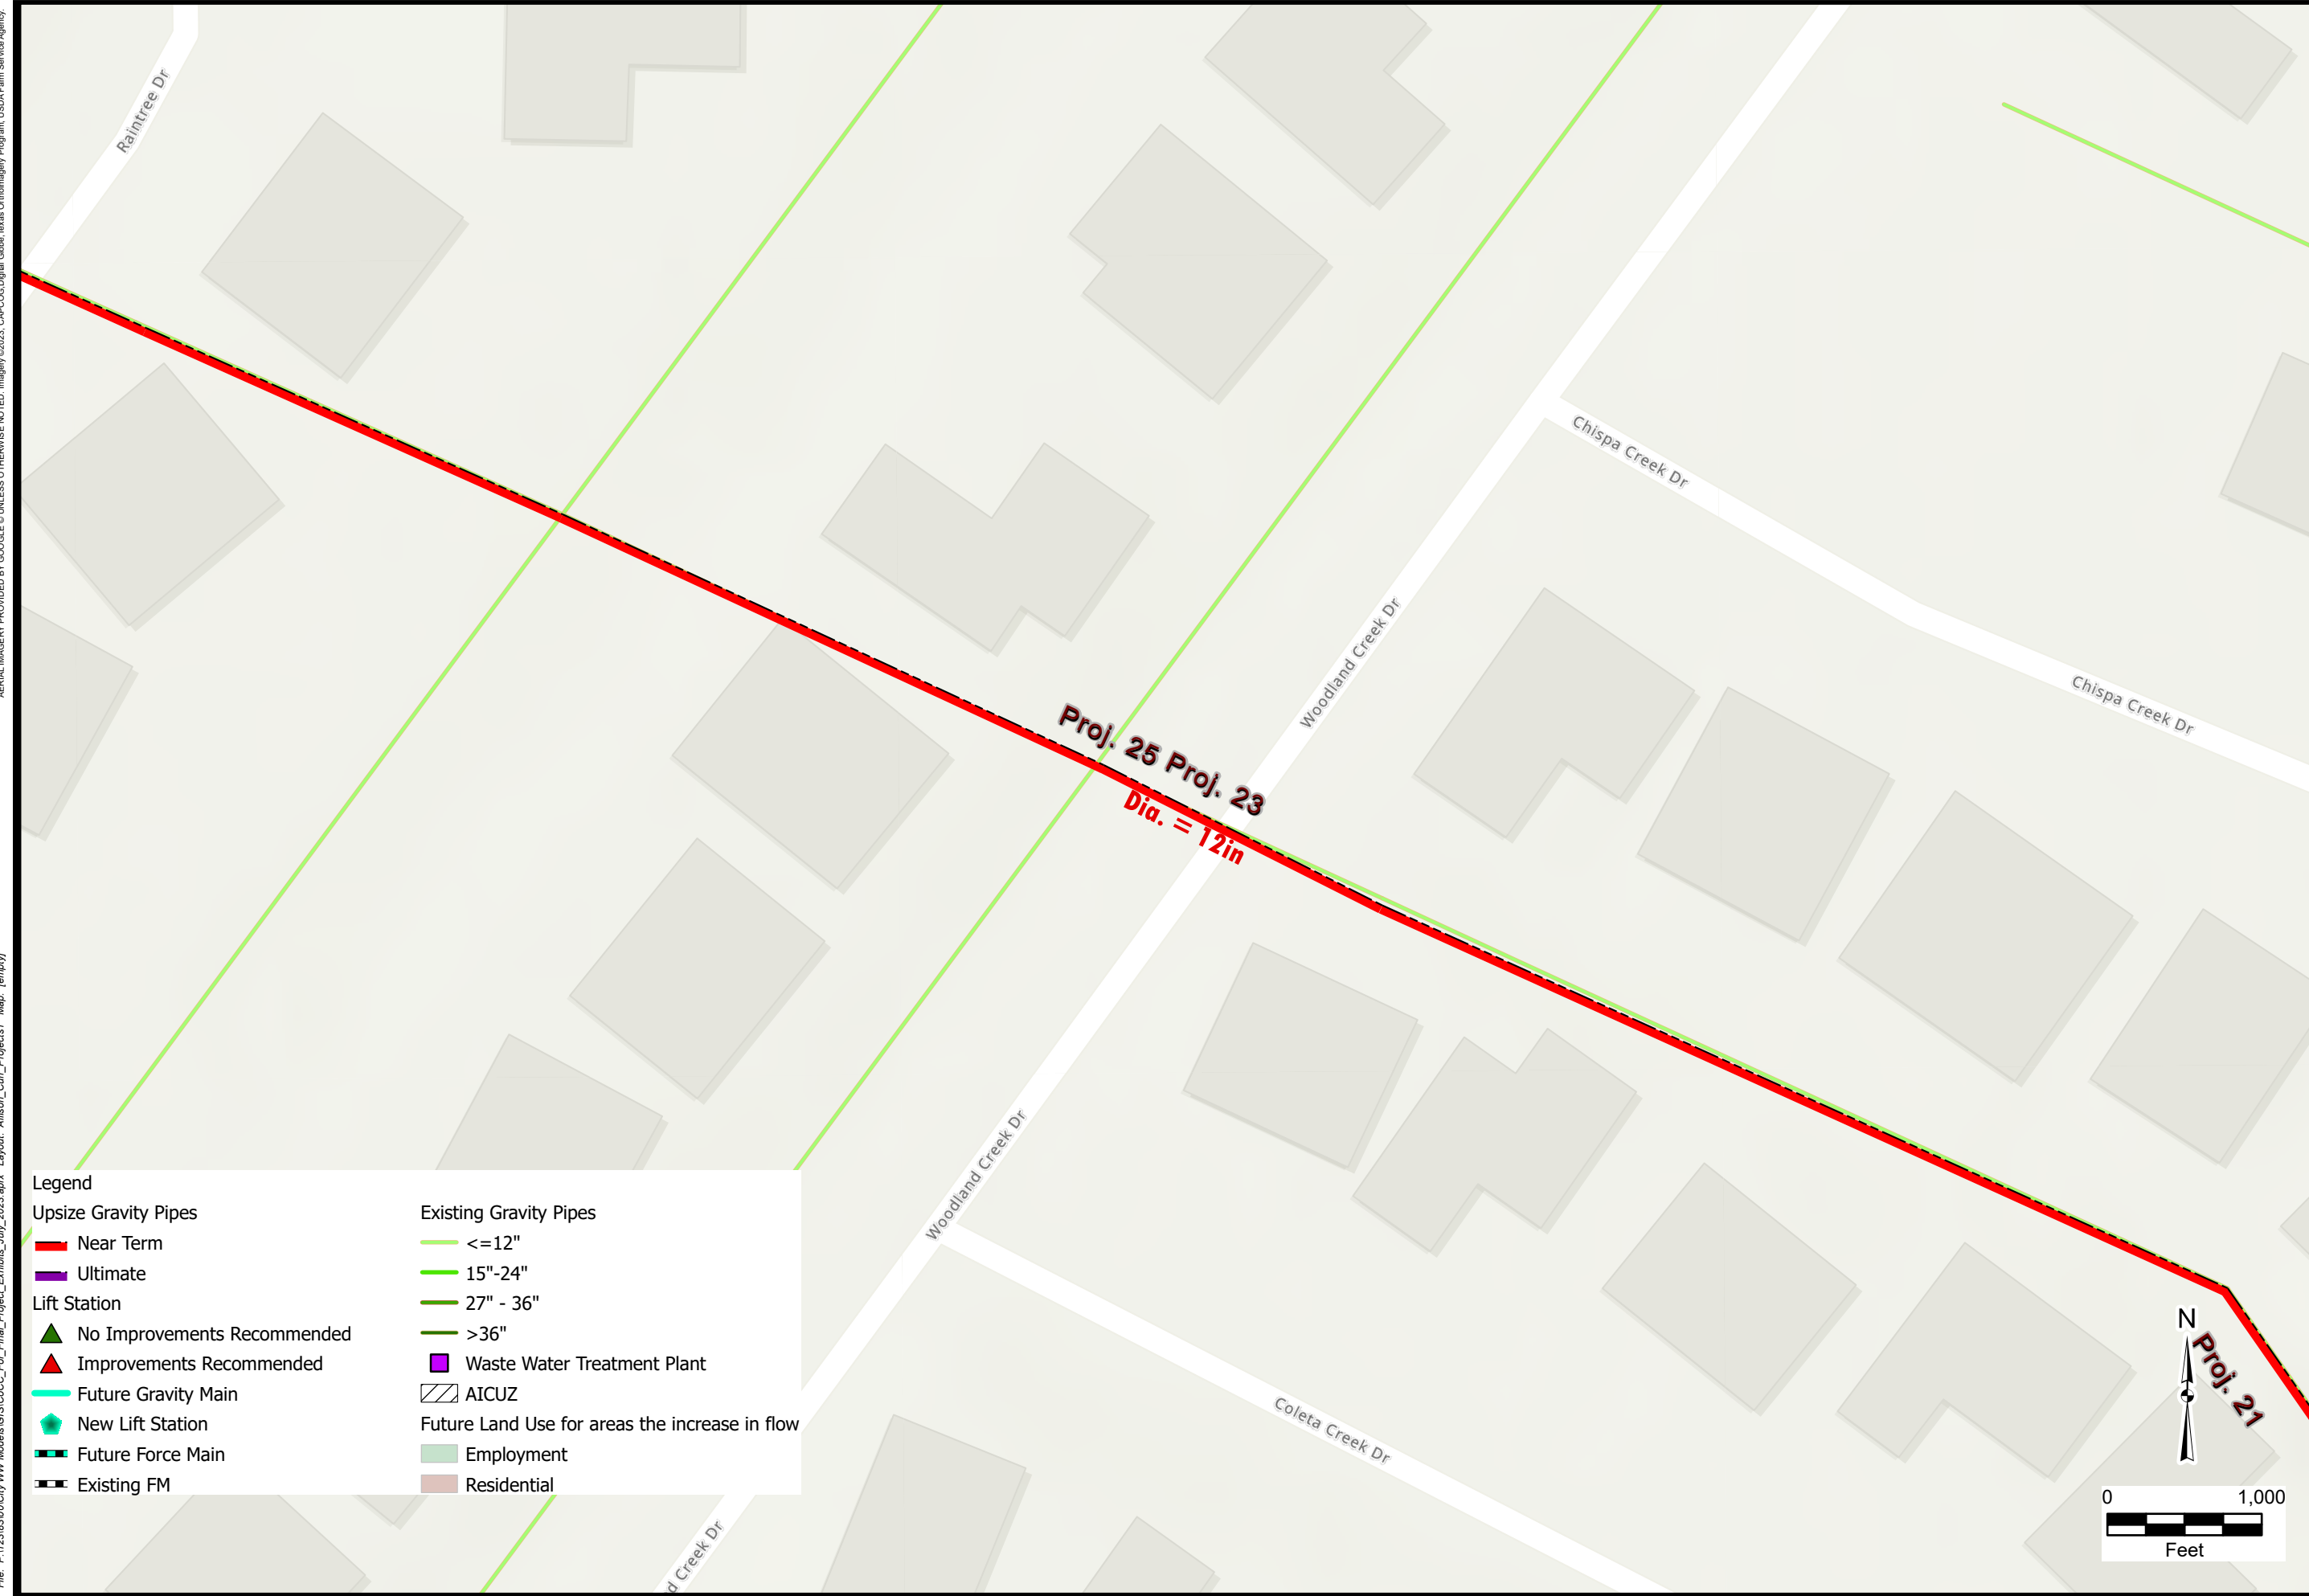 Raintree Dr
Chispa Creek Dr
Chispa Creek Dr
Woodland Creek Dr
Proj. 25 Proj. 23
Dia. = 12in
Woodland Creek Dr
Coleta Creek Dr
d Creek Dr
Proj. 21
N
0 1,000
Feet
Legend
Upsize Gravity Pipes
Near Term
Ultimate
Lift Station
No Improvements Recommended
Improvements Recommended
Future Gravity Main
New Lift Station
Future Force Main
Existing FM
Existing Gravity Pipes
<=12"
15"-24"
27" - 36"
>36"
Waste Water Treatment Plant
AICUZ
Future Land Use for areas the increase in flow
Employment
Residential